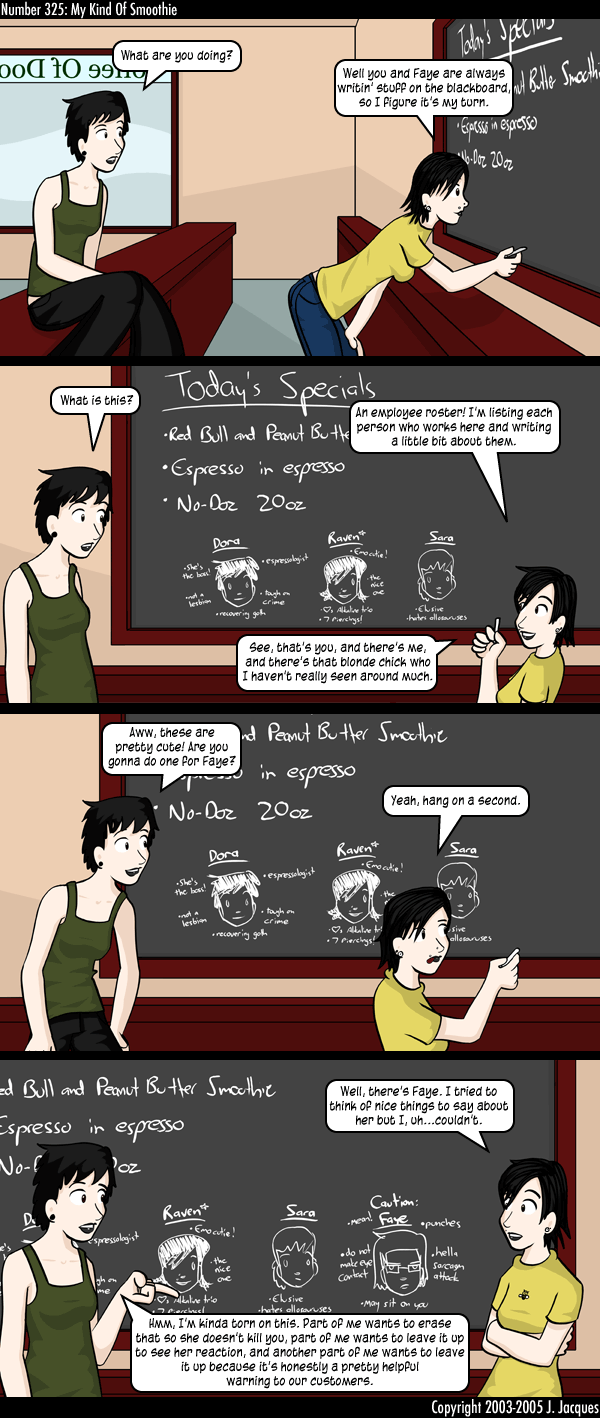 Number 325: My Kind Of Smoothie
What are you doing?
Well you and Faye are always
writin' stuff on the blackboard,
so I figure it's my turn.
Today's Specials
nut Butter Smoothi
• Espresso in espresso
No-Doz 20oz
What is this?
An employee roster! I'm listing each
person who works here and writing
a little bit about them.
Today's Specials
• Red Bull and Peanut Butte
• Espresso in espresso
• No-Doz 20oz
Dora
• She's
the boss!
• espressologist
• not a
lesbian
• tough on
crime
• recovering goth
Raven
• Emo cutie!
• the
nice
one
• ♡s Alkaline trio
• 7 Piercings!
Sara
• Elusive
• hates allosauruses
See, that's you, and there's me,
and there's that blonde chick who
I haven't really seen around much.
Aww, these are
pretty cute! Are you
gonna do one for Faye?
Yeah, hang on a second.
nd Peanut Butter Smoothie
in espresso
• No-Doz 20oz
Dora
• She's
the boss!
• espressologist
• not a
lesbian
• tough on
crime
• recovering goth
Raven
• Emo cutie!
• the
• ♡s Alkaline tri
• 7 Piercings!
Sara
usive
allosauruses
Well, there's Faye. I tried to
think of nice things to say about
her but I, uh...couldn't.
ed Bull and Peanut Butter Smoothie
Espresso in espresso
No-D oz
D
espressologist
gh on
me
Raven
• Emo cutie!
• the
nice
one
• ♡s Alkaline trio
• 7 Piercings!
Sara
• Elusive
hates allosauruses
Caution:
Faye
• mean!
• punches
• do not
make eye
contact
• hella
sarcasm
attack
• May sit on you
Hmm, I'm kinda torn on this. Part of me wants to erase
that so she doesn't kill you, part of me wants to leave it up
to see her reaction, and another part of me wants to leave
it up because it's honestly a pretty helpful
warning to our customers.
Copyright 2003-2005 J. Jacques